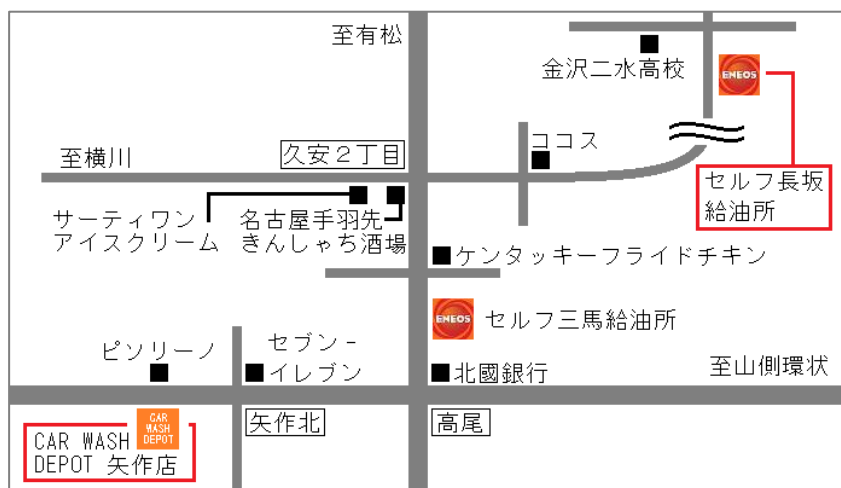 至有松
金沢二水高校
ENEOS
ココス
久安２丁目
至横川
セルフ長坂
給油所
サーティワン
アイスクリーム
名古屋手羽先
きんしゃち酒場
ケンタッキーフライドチキン
ENEOS
セルフ三馬給油所
ピソリーノ
セブン－
イレブン
北國銀行
至山側環状
矢作北
高尾
CAR
WASH
DEPOT
CAR WASH
DEPOT 矢作店